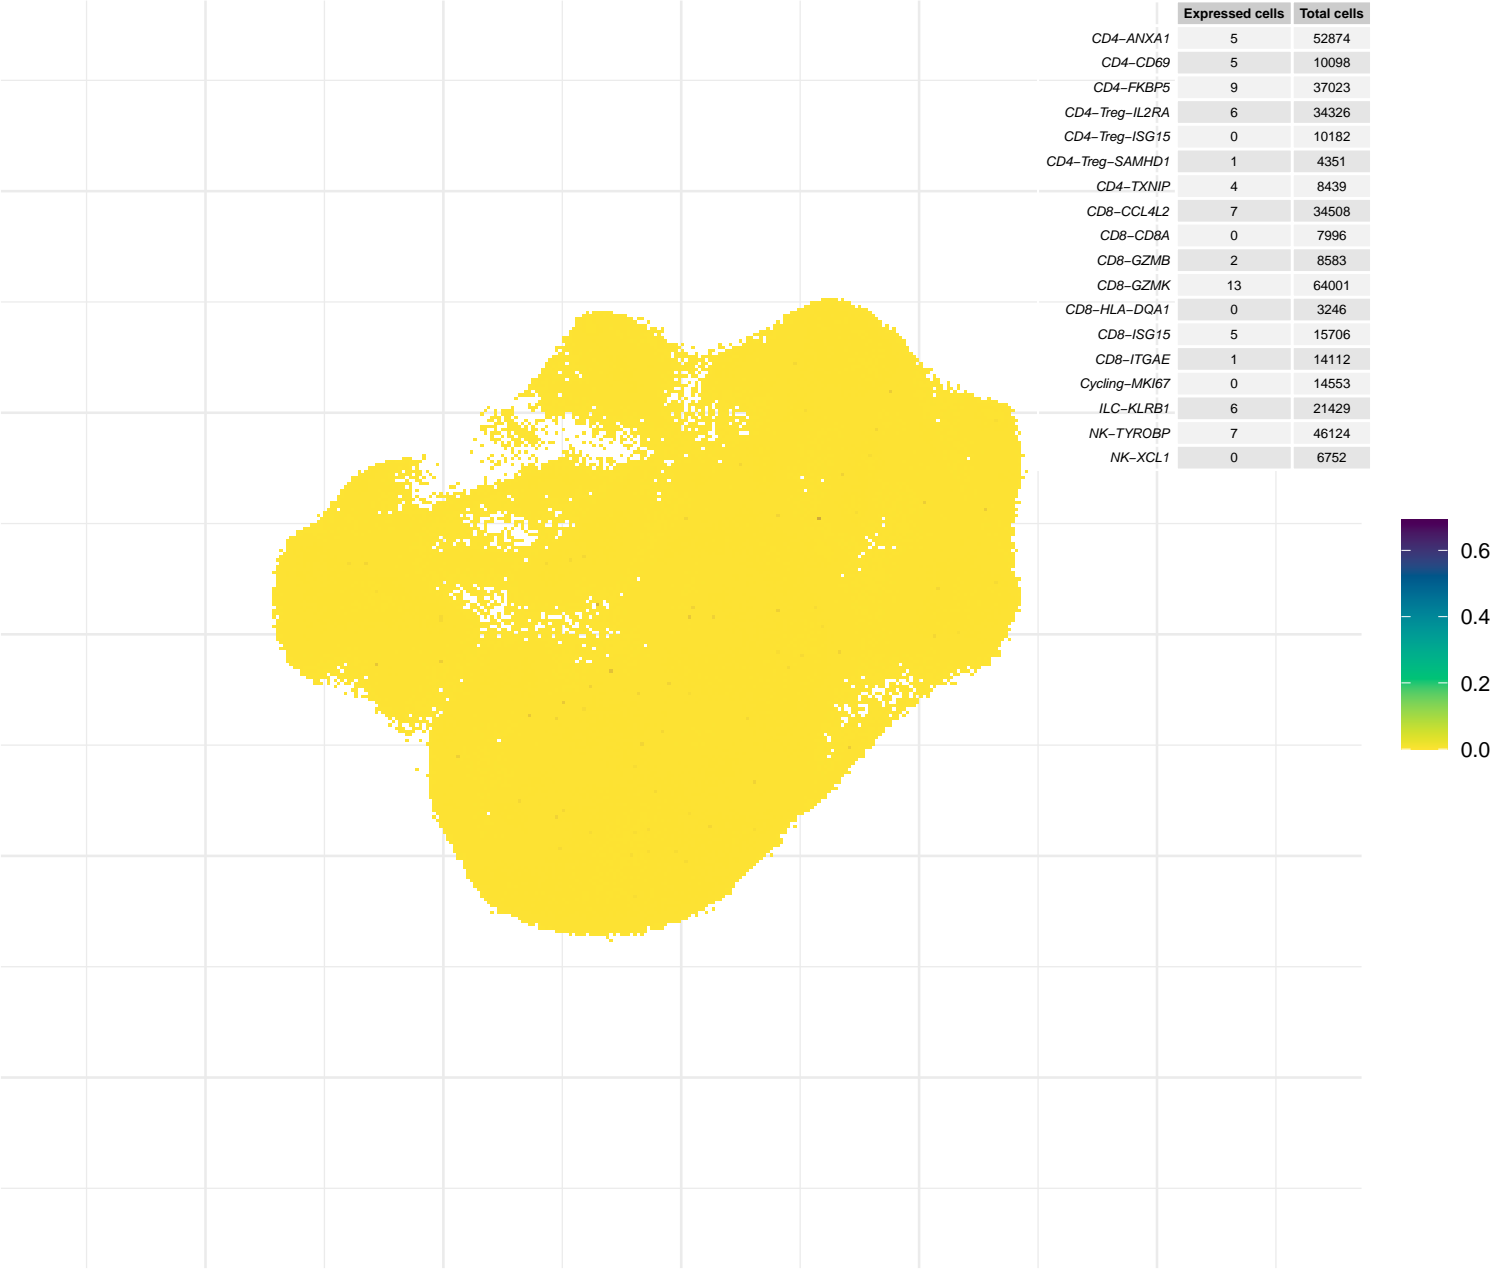 Expressed cells Total cells
CD4−ANXA1 5 52874
CD4−CD69 5 10098
CD4−FKBP5 9 37023
CD4−Treg−IL2RA 6 34326
CD4−Treg−ISG15 0 10182
CD4−Treg−SAMHD1 1 4351
CD4−TXNIP 4 8439
CD8−CCL4L2 7 34508
CD8−CD8A 0 7996
CD8−GZMB 2 8583
CD8−GZMK 13 64001
CD8−HLA−DQA1 0 3246
CD8−ISG15 5 15706
CD8−ITGAE 1 14112
Cycling−MKI67 0 14553
ILC−KLRB1 6 21429
NK−TYROBP 7 46124
NK−XCL1 0 6752
0.6
0.4
0.2
0.0